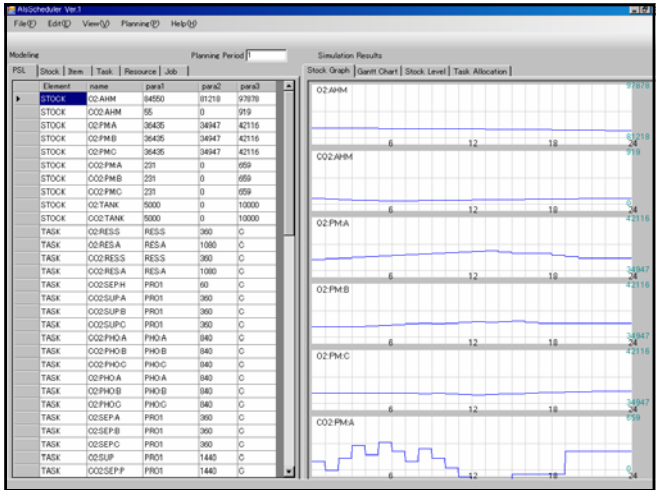 AlsScheduler Ver.1
File(F) Edit(E) View(V) Planning(P) Help(H)
Modeling Planning Period 1 Simulation Results
PSL Stock Item Task Resource Job Stock Graph Gantt Chart Stock Level Task Allocation
Element name para1 para2 para3
STOCK O2:AHM 84550 81218 97878
STOCK CO2:AHM 55 0 919
STOCK O2:PM:A 36435 34947 42116
STOCK O2:PM:B 36435 34947 42116
STOCK O2:PM:C 36435 34947 42116
STOCK CO2:PM:A 231 0 659
STOCK CO2:PM:B 231 0 659
STOCK CO2:PM:C 231 0 659
STOCK O2:TANK 5000 0 10000
STOCK CO2:TANK 5000 0 10000
TASK O2:RES:S RES:S 360 C
TASK O2:RES:A RES:A 1080 C
TASK CO2:RES:S RES:S 360 C
TASK CO2:RES:A RES:A 1080 C
TASK CO2:SEP:H PRO1 60 C
TASK CO2:SUP:A PRO1 360 C
TASK CO2:SUP:B PRO1 360 C
TASK CO2:SUP:C PRO1 360 C
TASK CO2:PHO:A PHO:A 840 C
TASK CO2:PHO:B PHO:B 840 C
TASK CO2:PHO:C PHO:C 840 C
TASK O2:PHO:A PHO:A 840 C
TASK O2:PHO:B PHO:B 840 C
TASK O2:PHO:C PHO:C 840 C
TASK O2:SEP:A PRO1 360 C
TASK O2:SEP:B PRO1 360 C
TASK O2:SEP:C PRO1 360 C
TASK O2:SUP PRO1 1440 C
TASK CO2:SEP:P PRO1 1440 C
O2:AHM 97878
81218
6 12 18 24
CO2:AHM 919
0
6 12 18 24
O2:PM:A 42116
34947
6 12 18 24
O2:PM:B 42116
34947
6 12 18 24
O2:PM:C 42116
34947
6 12 18 24
CO2:PM:A 659
0
6 12 18 24